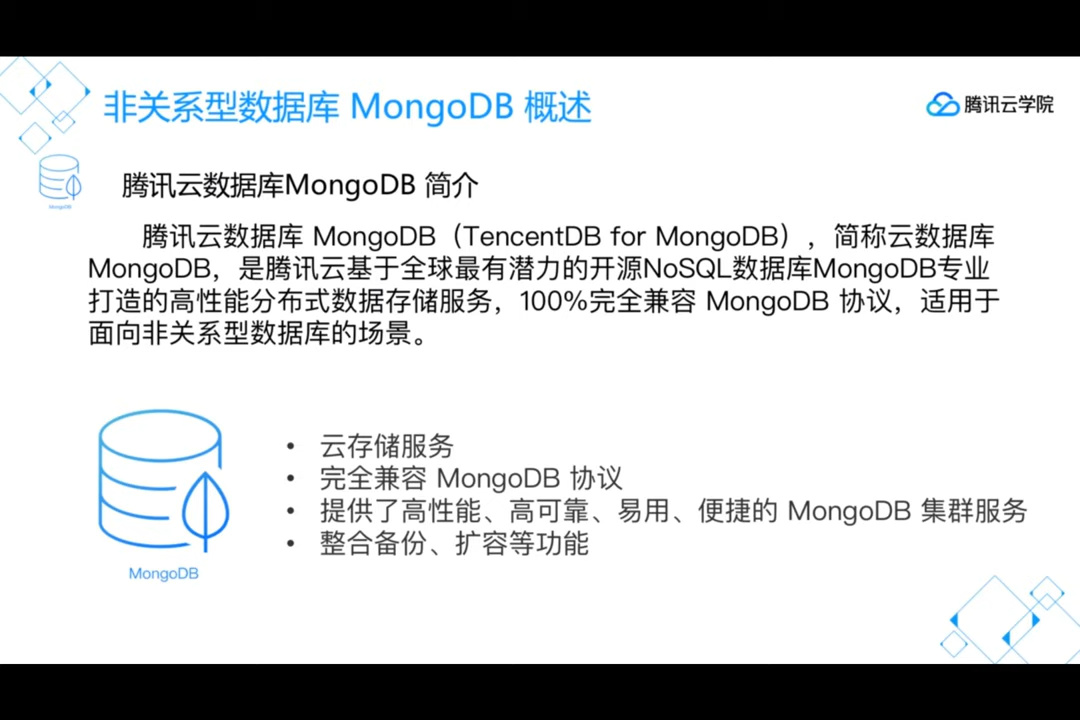 非关系型数据库 MongoDB 概述
腾讯云学院
MongoDB
腾讯云数据库MongoDB 简介
腾讯云数据库 MongoDB（TencentDB for MongoDB），简称云数据库
MongoDB，是腾讯云基于全球最有潜力的开源NoSQL数据库MongoDB专业
打造的高性能分布式数据存储服务，100%完全兼容 MongoDB 协议，适用于
面向非关系型数据库的场景。
• 云存储服务
• 完全兼容 MongoDB 协议
• 提供了高性能、高可靠、易用、便捷的 MongoDB 集群服务
• 整合备份、扩容等功能
MongoDB